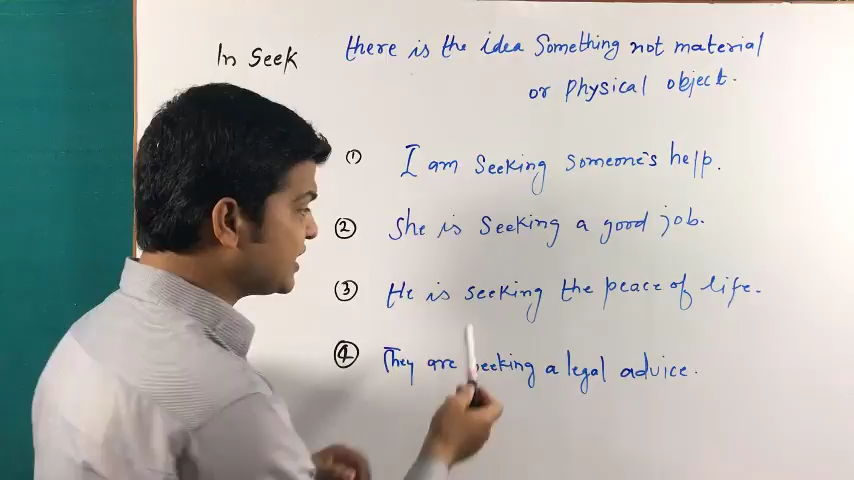 In Seek there is the idea Something not material
or physical object.
① I am seeking someone's help.
② She is seeking a good job.
③ He is seeking the peace of life.
④ They are seeking a legal advice.